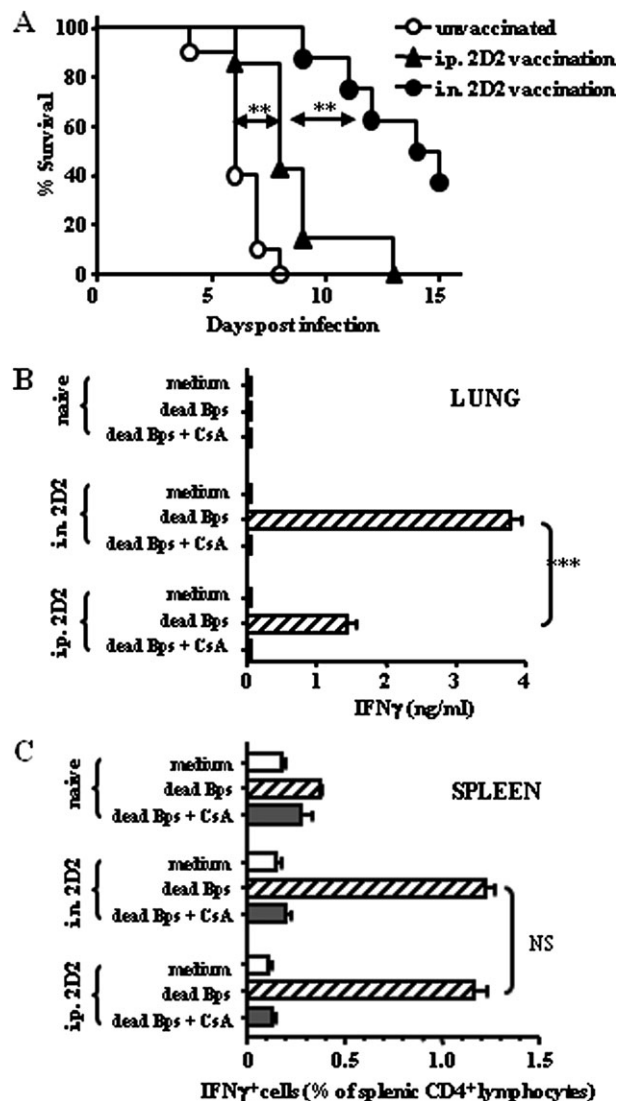 A
unvaccinated
i.p. 2D2 vaccination
i.n. 2D2 vaccination
100
80
60
40
20
0
% Survival
** **
0 5 10 15
Days post infection
B
LUNG
naive
medium
dead Bps
dead Bps + CsA
i.n. 2D2
medium
dead Bps
dead Bps + CsA
i.p. 2D2
medium
dead Bps
dead Bps + CsA
***
0 1 2 3 4
IFNγ (ng/ml)
C
SPLEEN
naive
medium
dead Bps
dead Bps + CsA
i.n. 2D2
medium
dead Bps
dead Bps + CsA
i.p. 2D2
medium
dead Bps
dead Bps + CsA
NS
0 0.5 1.0 1.5
IFNγ⁺ cells (% of splenic CD4⁺ lymphocytes)